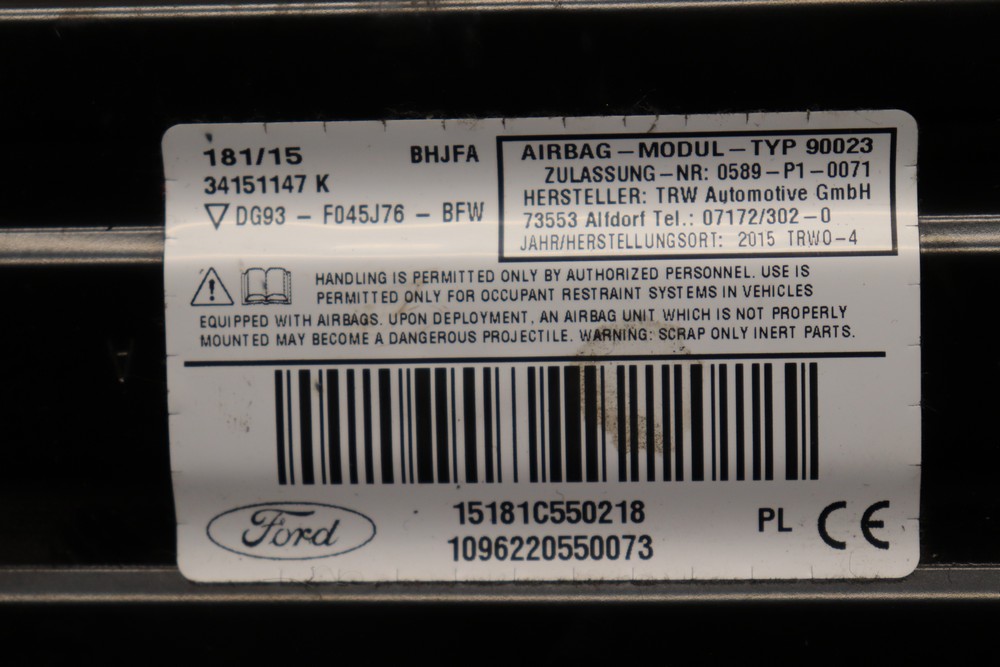 181/15 BHJFA
34151147 K
DG93 - F045J76 - BFW
AIRBAG-MODUL-TYP 90023
ZULASSUNG-NR: 0589-P1-0071
HERSTELLER: TRW Automotive GmbH
73553 Alfdorf Tel.: 07172/302-0
JAHR/HERSTELLUNGSORT: 2015 TRWO-4
HANDLING IS PERMITTED ONLY BY AUTHORIZED PERSONNEL. USE IS
PERMITTED ONLY FOR OCCUPANT RESTRAINT SYSTEMS IN VEHICLES
EQUIPPED WITH AIRBAGS. UPON DEPLOYMENT, AN AIRBAG UNIT WHICH IS NOT PROPERLY
MOUNTED MAY BECOME A DANGEROUS PROJECTILE. WARNING: SCRAP ONLY INERT PARTS.
Ford
15181C550218
1096220550073
PL CE